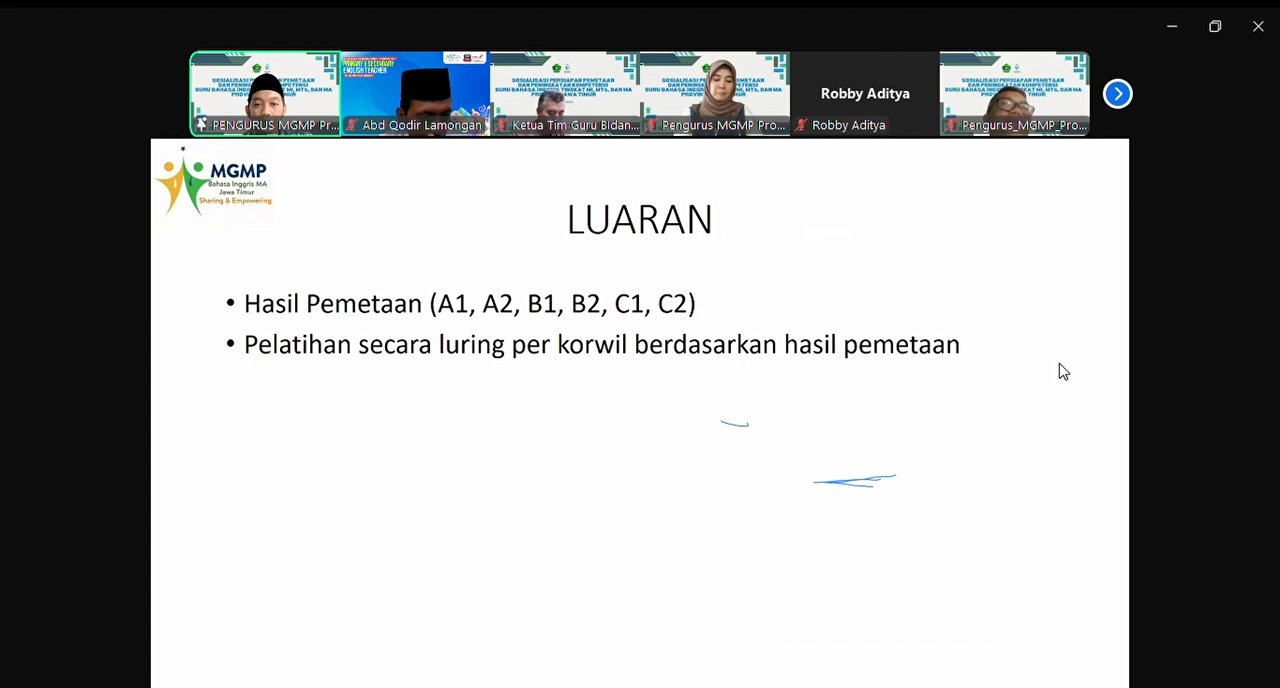 SOSIALISASI PERSIAPAN PEMETAAN
DAN PENINGKATAN KOMPETENSI
GURU BAHASA INGGRIS TINGKAT MI, MTs, DAN MA
PRIMARY & SECONDARY
ENGLISH TEACHER
Robby Aditya
PENGURUS MGMP Pr...
Abd Qodir Lamongan
Ketua Tim Guru Bidan...
Pengurus MGMP Pro...
Robby Aditya
Pengurus_MGMP_Pro...
MGMP
Bahasa Inggris MA
Jawa Timur
Sharing & Empowering
LUARAN
• Hasil Pemetaan (A1, A2, B1, B2, C1, C2)
• Pelatihan secara luring per korwil berdasarkan hasil pemetaan